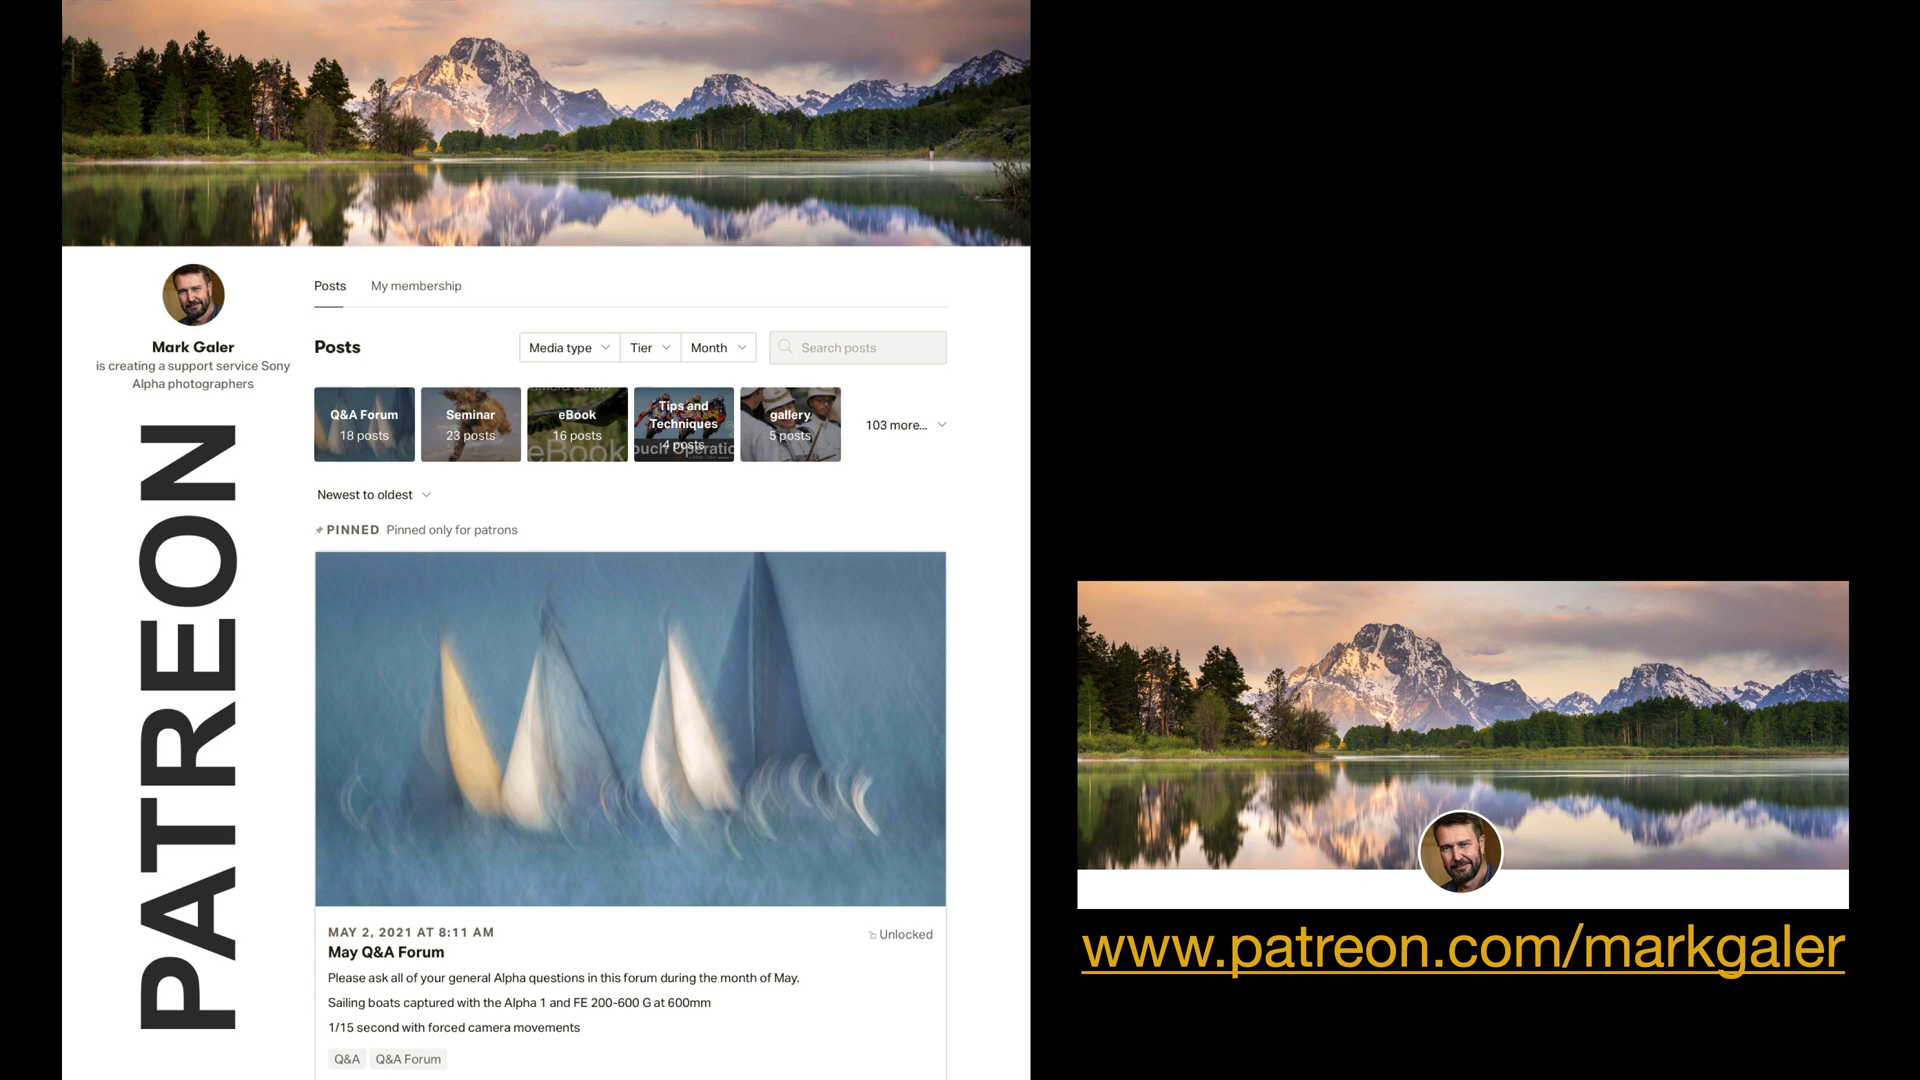 Posts
My membership
Mark Galer
is creating a support service Sony
Alpha photographers
PATREON
Posts
Media type
Tier
Month
Search posts
Q&A Forum
18 posts
Seminar
23 posts
eBook
16 posts
eBook
Tips and
Techniques
4 posts
ouch Operatio
gallery
5 posts
103 more...
Newest to oldest
PINNED Pinned only for patrons
MAY 2, 2021 AT 8:11 AM
Unlocked
May Q&A Forum
Please ask all of your general Alpha questions in this forum during the month of May.
Sailing boats captured with the Alpha 1 and FE 200-600 G at 600mm
1/15 second with forced camera movements
Q&A
Q&A Forum
www.patreon.com/markgaler